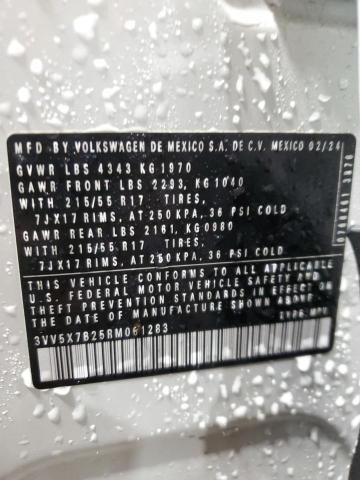 MFD BY VOLKSWAGEN DE MEXICO S.A. DE C.V. MEXICO 02/24
GVWR LBS 4343 KG 1970
GAWR FRONT LBS 2293, KG 1040
WITH 215/55 R17 TIRES,
7JX17 RIMS, AT 250 KPA, 36 PSI COLD
GAWR REAR LBS 2161, KG 0980
WITH 215/55 R17 TIRES,
7JX17 RIMS, AT 250 KPA, 36 PSI COLD
THIS VEHICLE CONFORMS TO ALL APPLICABLE
U.S. FEDERAL MOTOR VEHICLE SAFETY AND
THEFT PREVENTION STANDARDS IN EFFECT ON
THE DATE OF MANUFACTURE SHOWN ABOVE.
3VV5X7B25RM061283 TYPE MPV